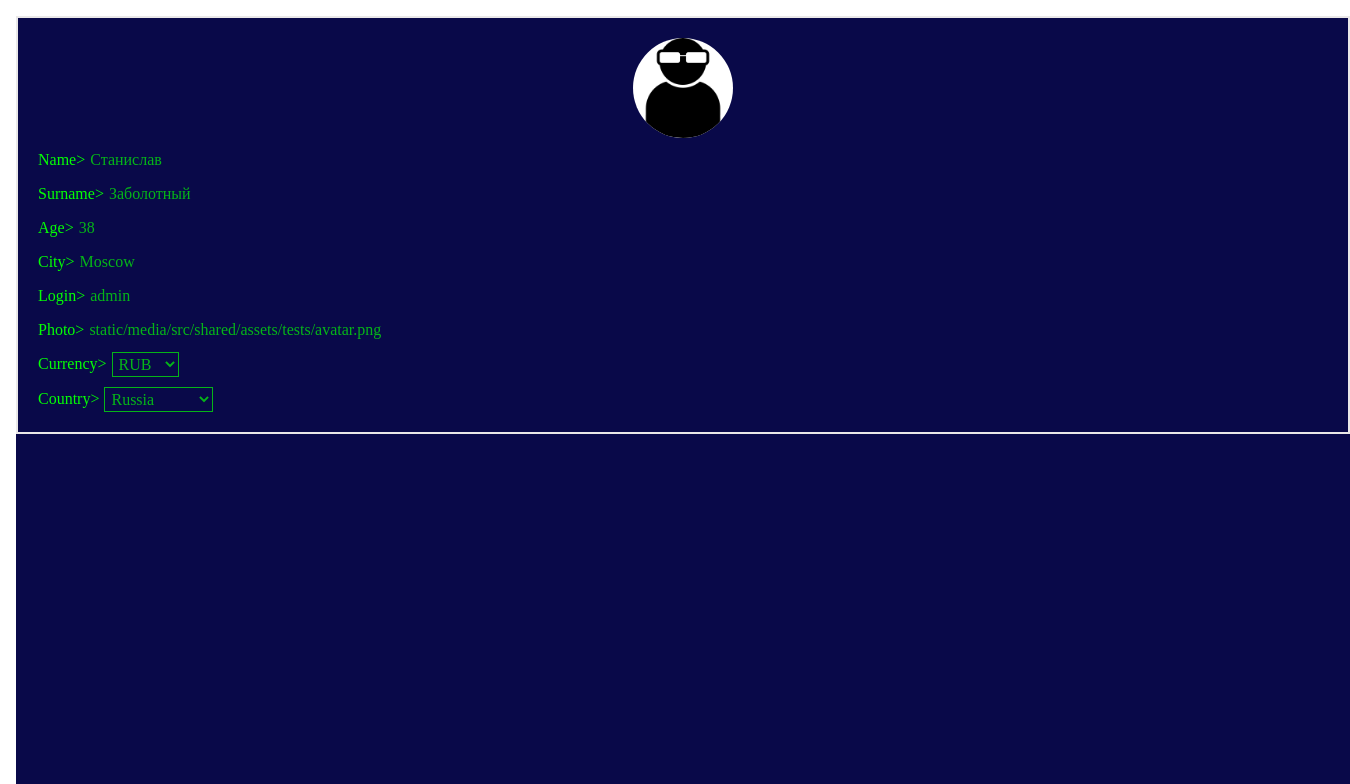 Name> Станислав
Surname> Заболотный
Age> 38
City> Moscow
Login> admin
Photo> static/media/src/shared/assets/tests/avatar.png
Currency> RUB
Country> Russia